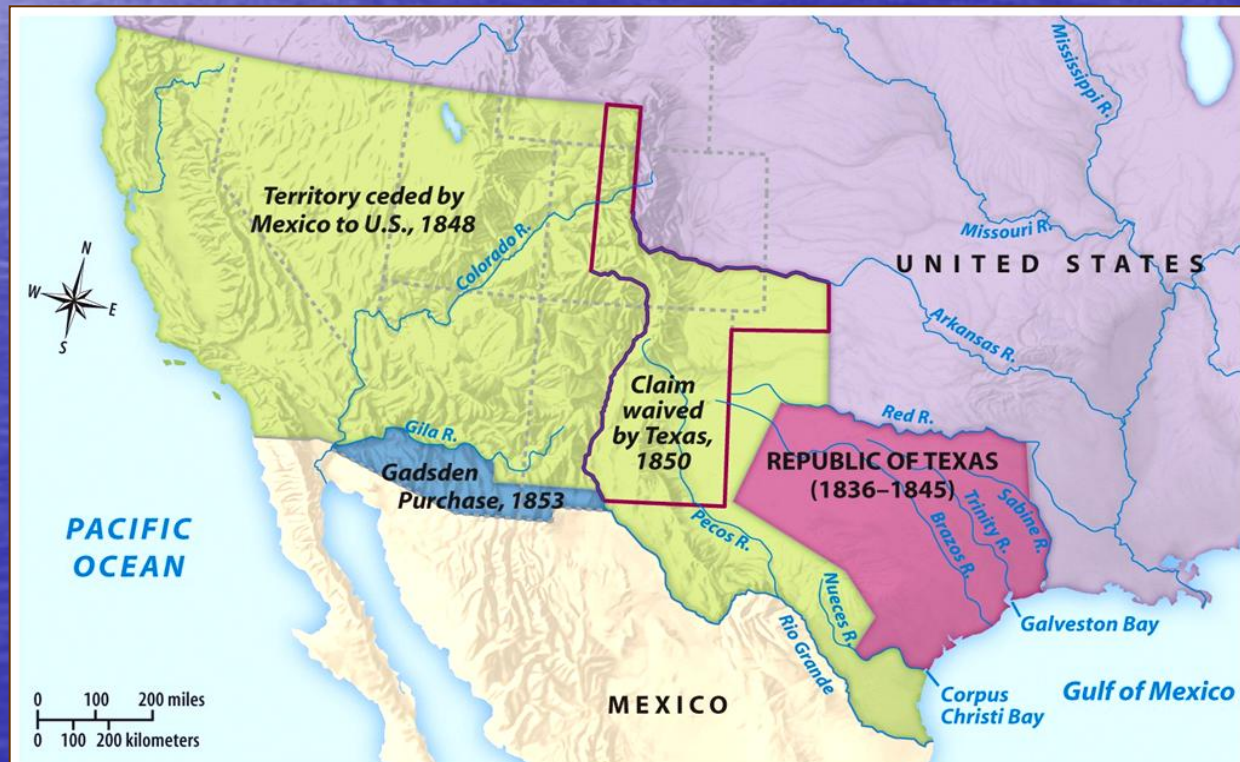 Mississippi R.
Territory ceded by
Mexico to U.S., 1848
Colorado R.
Missouri R.
UNITED STATES
N
W
E
S
Arkansas R.
Claim
waived
by Texas,
1850
Red R.
Gila R.
Gadsden
Purchase, 1853
REPUBLIC OF TEXAS
(1836–1845)
Sabine R.
Trinity R.
Brazos R.
Pecos R.
PACIFIC
OCEAN
Nueces R.
Rio Grande
Galveston Bay
MEXICO
Corpus
Christi Bay
Gulf of Mexico
0 100 200 miles
0 100 200 kilometers